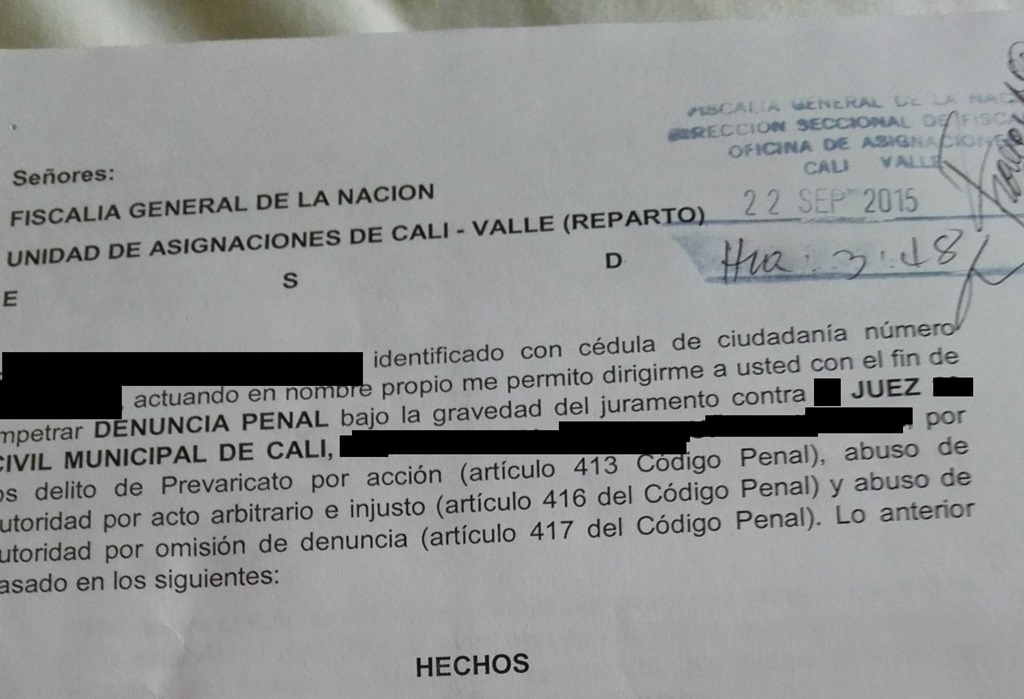 FISCALIA GENERAL DE LA NAC
DIRECCION SECCIONAL DE FISCA
OFICINA DE ASIGNACIONES
CALI VALLE
22 SEP 2015
Hra: 3:48
Señores:
FISCALIA GENERAL DE LA NACION
UNIDAD DE ASIGNACIONES DE CALI - VALLE (REPARTO)
E S D
identificado con cédula de ciudadanía número
, actuando en nombre propio me permito dirigirme a usted con el fin de
mpetrar DENUNCIA PENAL bajo la gravedad del juramento contra JUEZ
CIVIL MUNICIPAL DE CALI, , por
os delito de Prevaricato por acción (artículo 413 Código Penal), abuso de
utoridad por acto arbitrario e injusto (artículo 416 del Código Penal) y abuso de
utoridad por omisión de denuncia (artículo 417 del Código Penal). Lo anterior
asado en los siguientes:
HECHOS